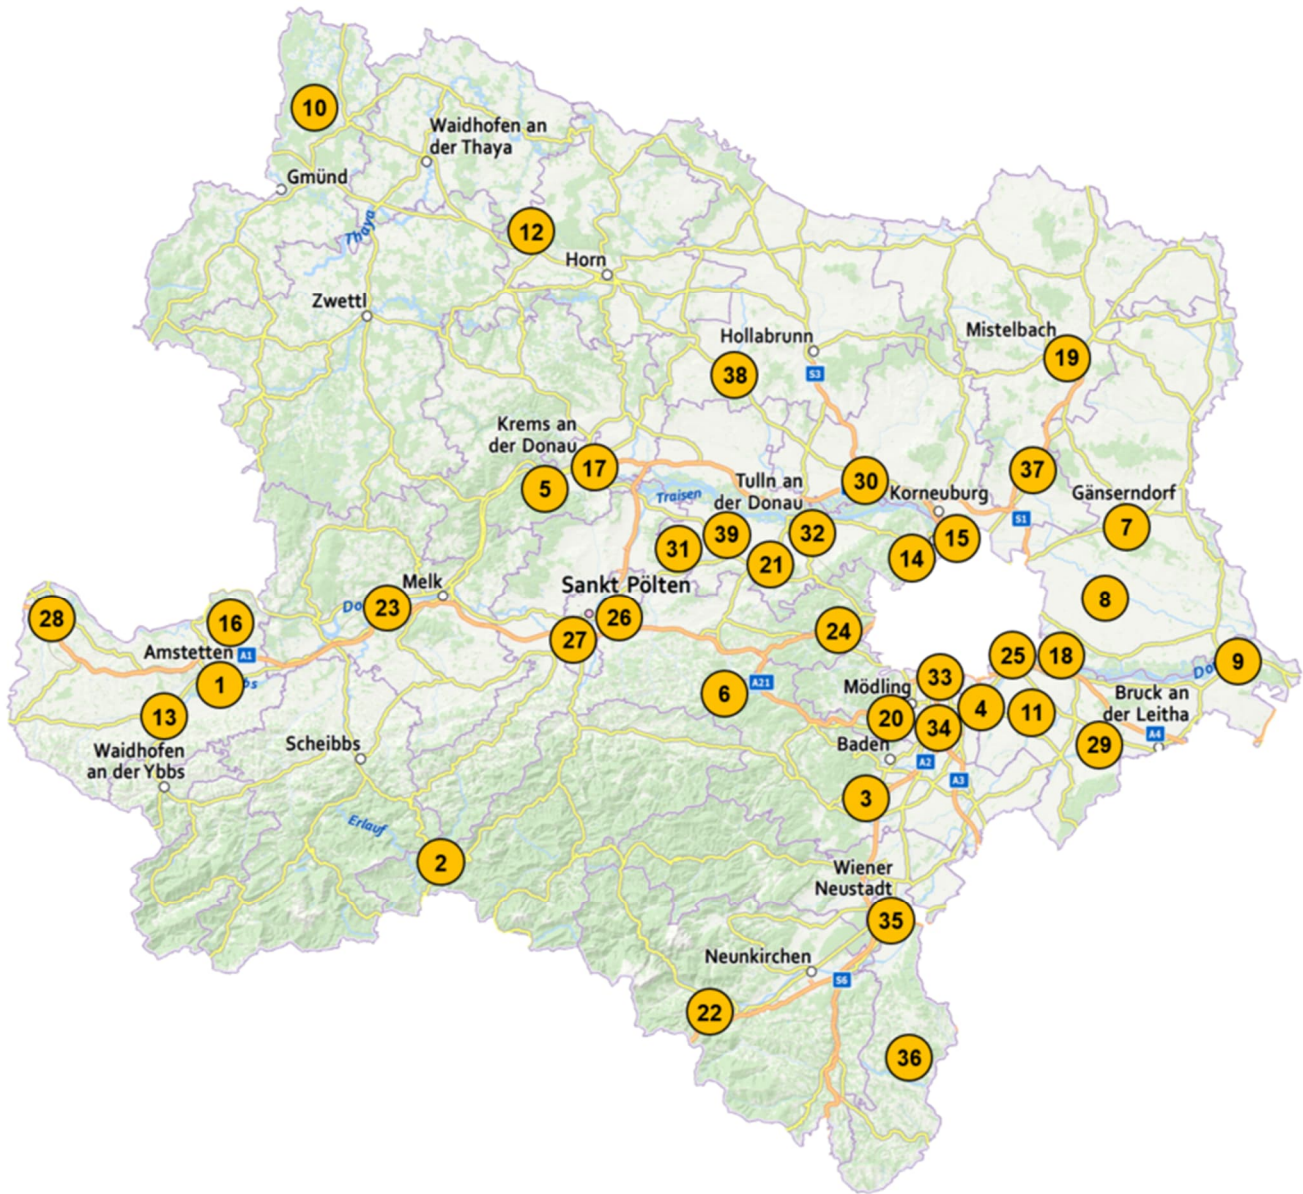 10
Waidhofen an
der Thaya
Gmünd
Thaya
12
Horn
Zwettl
Hollabrunn
Mistelbach
19
38
S3
Krems an
der Donau
17
5
Traisen
Tulln an
der Donau
30
Korneuburg
37
Gänserndorf
7
S1
31
39
32
21
14
15
Melk
Sankt Pölten
28
16
Do
23
26
27
24
8
Amstetten
A1
1
bs
13
Waidhofen
an der Ybbs
Scheibbs
6
A21
Mödling
33
25
18
Do
9
20
34
4
11
Bruck an
der Leitha
A4
29
Baden
A2
A3
3
Erlauf
2
Wiener
Neustadt
35
Neunkirchen
S6
22
36